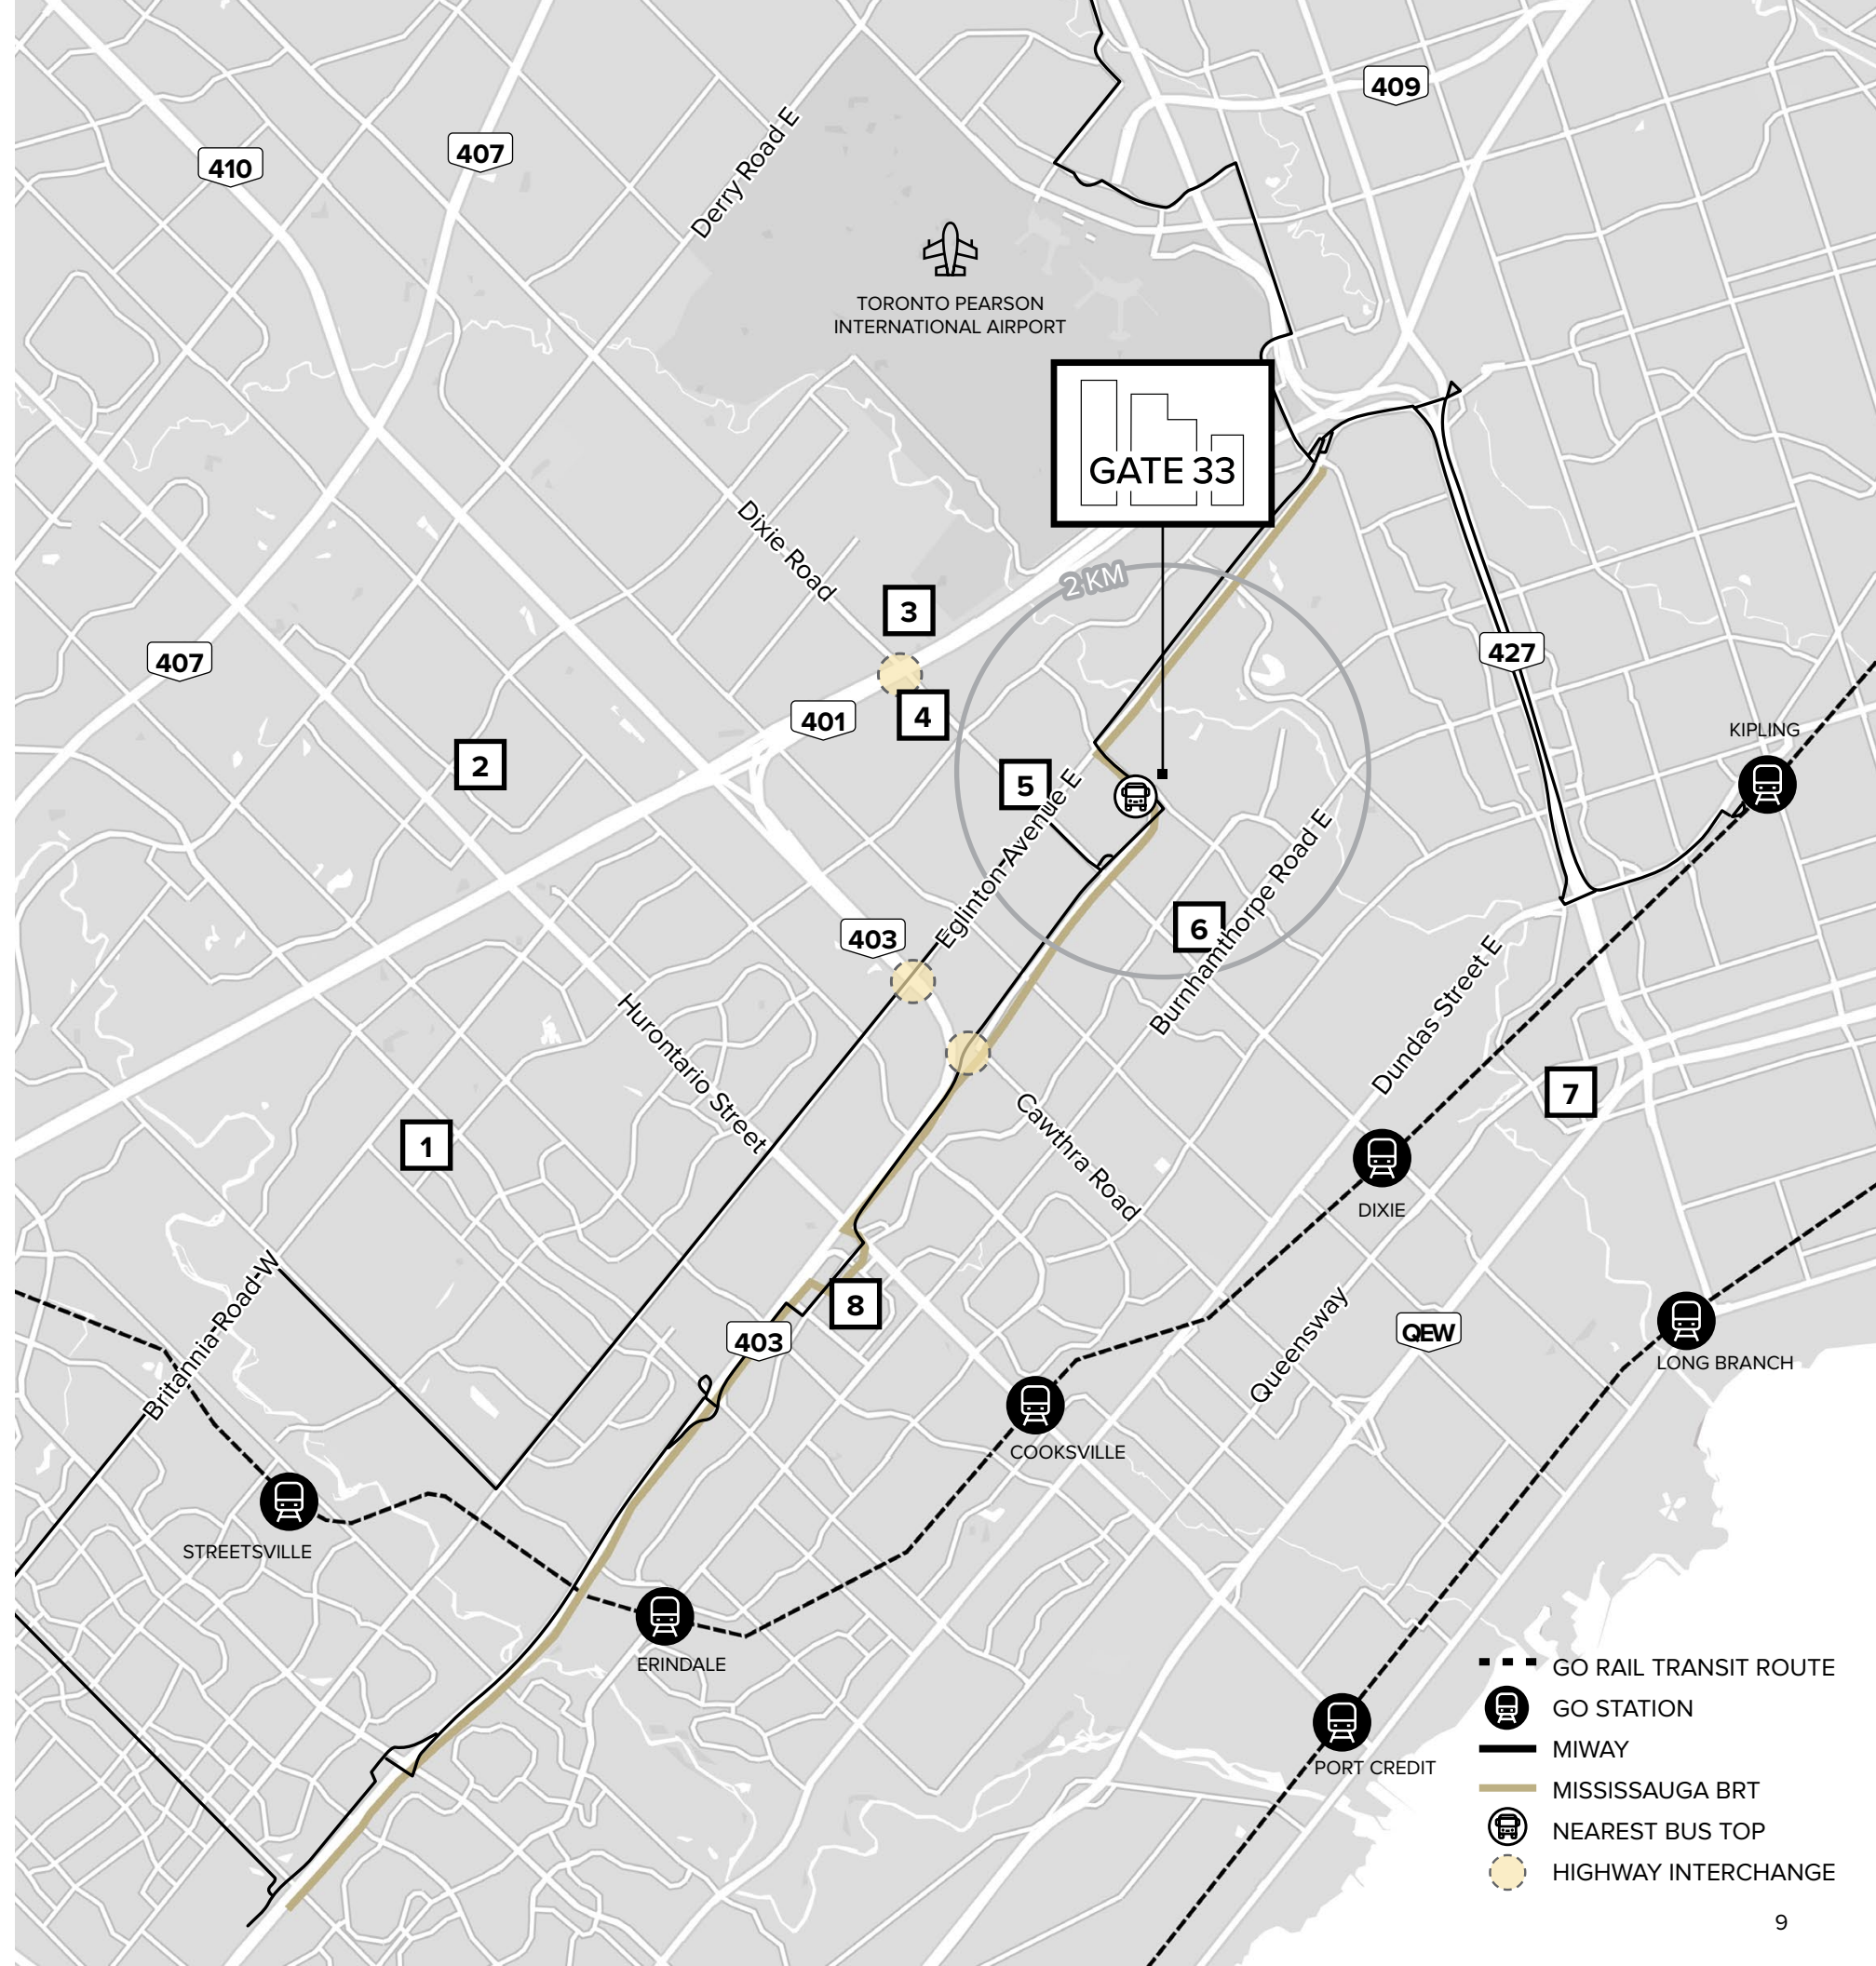 409
407
410
Derry Road E
TORONTO PEARSON
INTERNATIONAL AIRPORT
GATE 33
Dixie Road
2 KM
3
407
427
401
4
KIPLING
2
5
Eglinton Avenue E
Burnhamthorpe Road E
403
6
Dundas Street E
Hurontario Street
7
1
Cawthra Road
DIXIE
Britannia Road W
8
403
Queensway
QEW
LONG BRANCH
COOKSVILLE
STREETSVILLE
ERINDALE
PORT CREDIT
GO RAIL TRANSIT ROUTE
GO STATION
MIWAY
MISSISSAUGA BRT
NEAREST BUS TOP
HIGHWAY INTERCHANGE
9